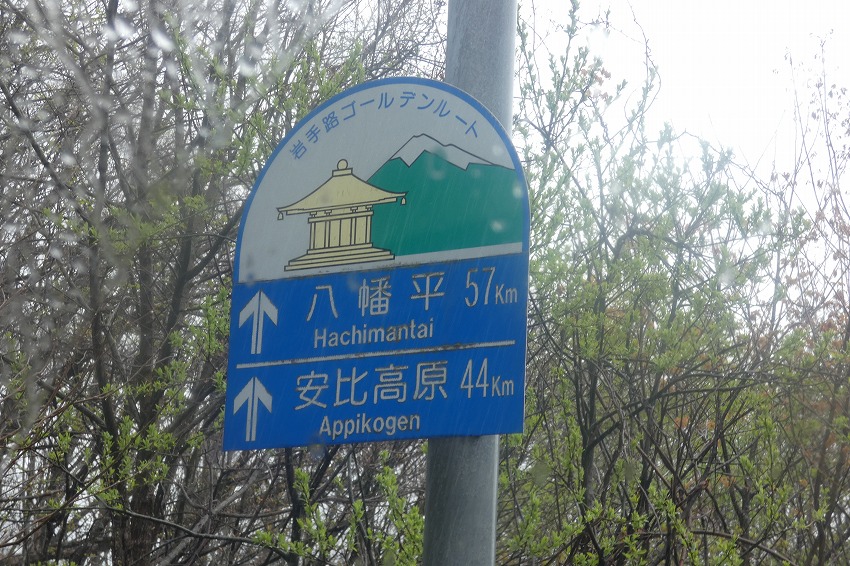 岩手路ゴールデンルート
八幡平 57Km
Hachimantai
安比高原 44Km
Appikogen